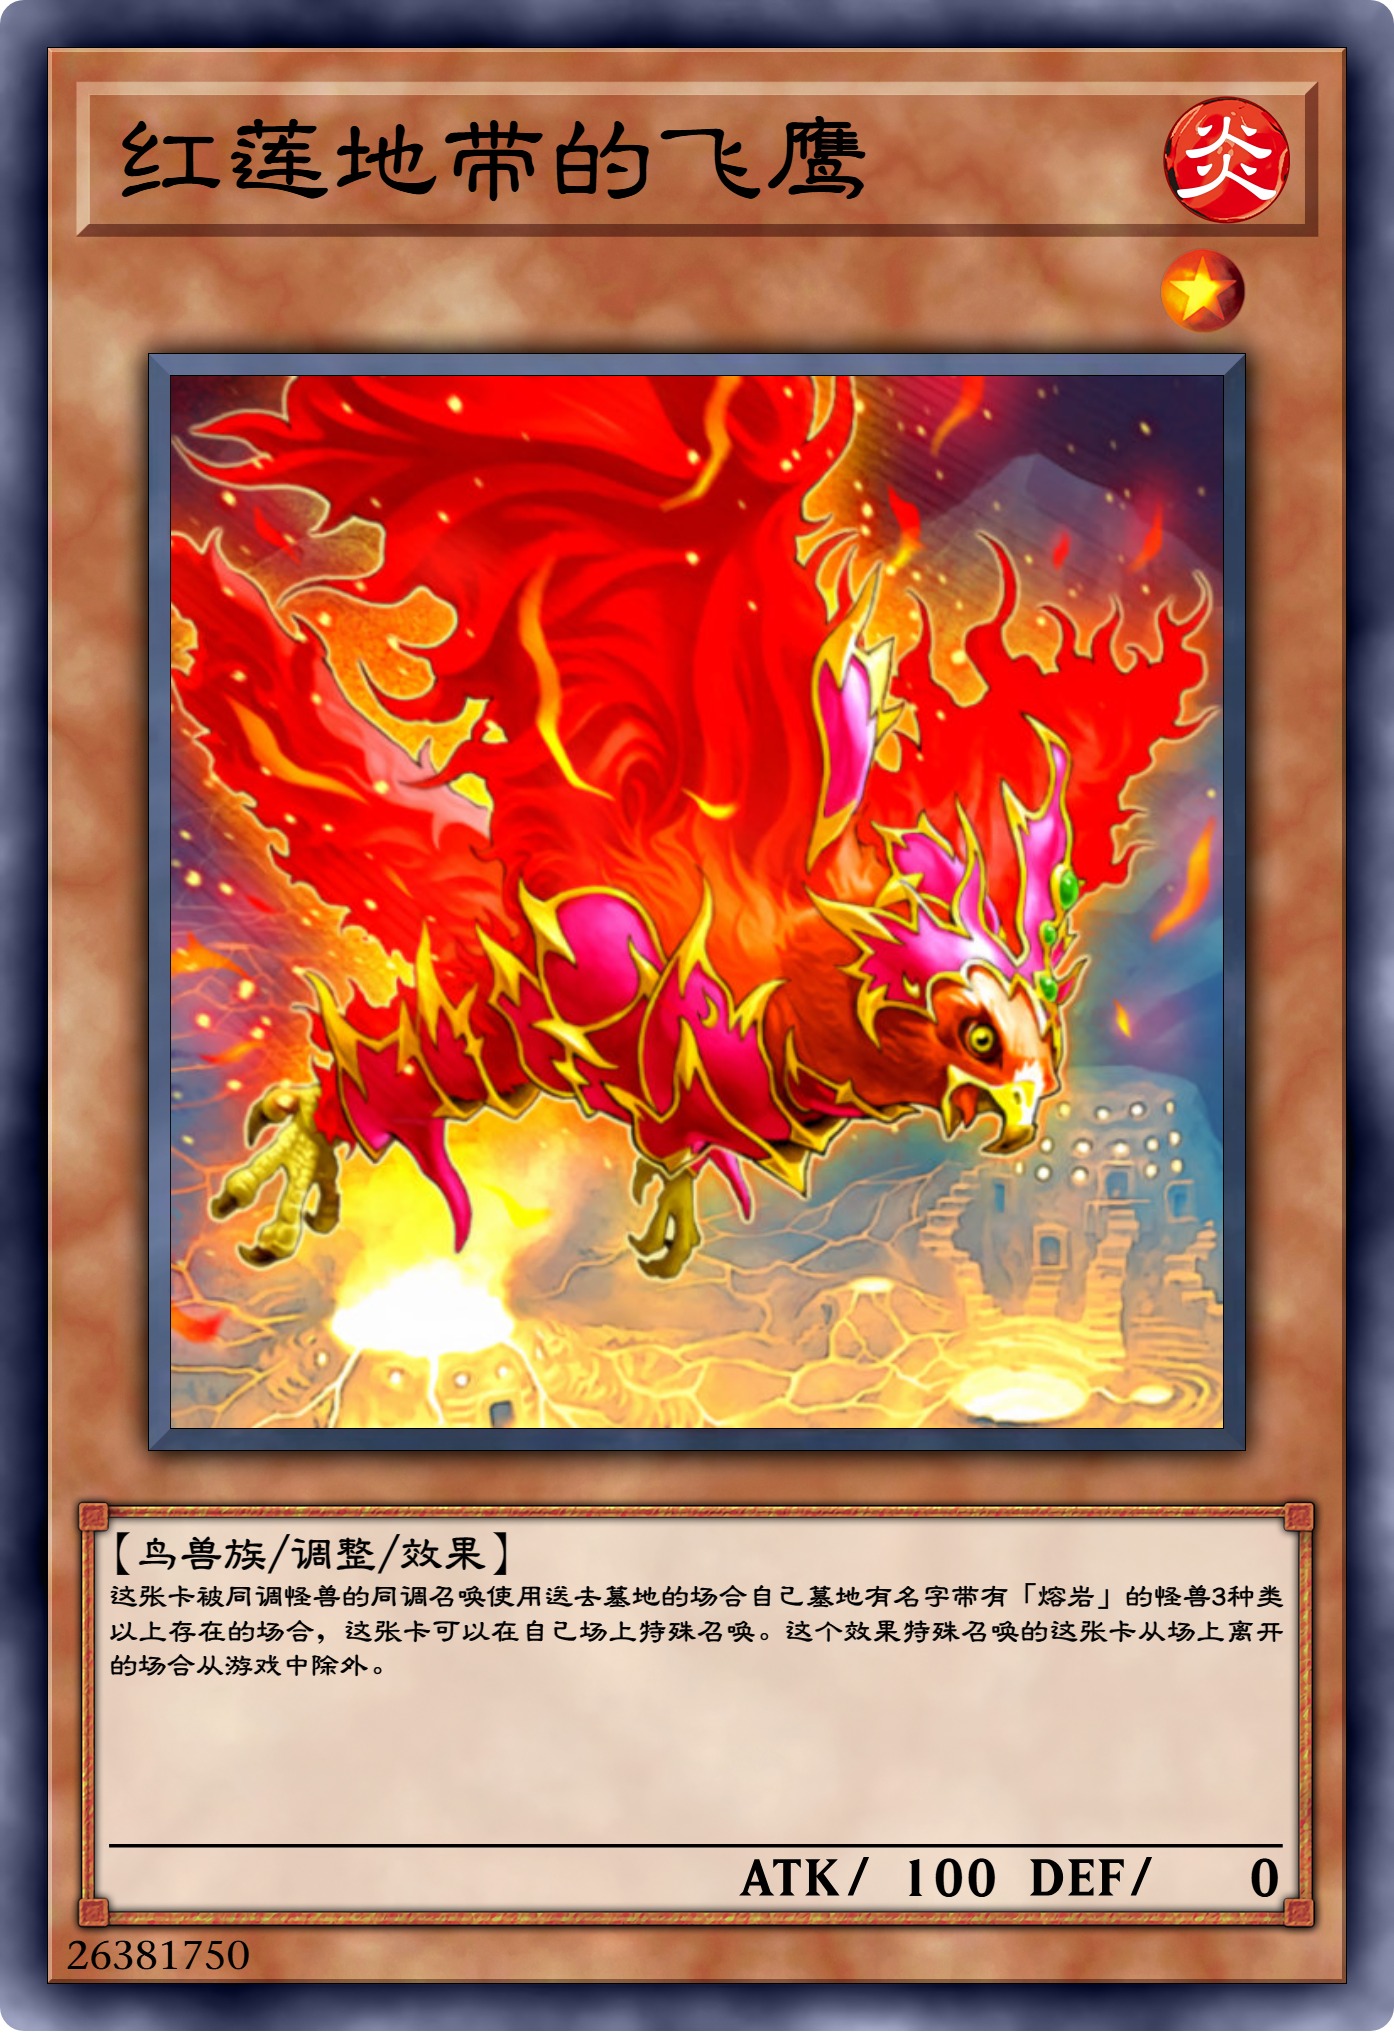 红莲地带的飞鹰
炎
【鸟兽族/调整/效果】
这张卡被同调怪兽的同调召唤使用送去墓地的场合自己墓地有名字带有「熔岩」的怪兽3种类
以上存在的场合，这张卡可以在自己场上特殊召唤。这个效果特殊召唤的这张卡从场上离开
的场合从游戏中除外。
ATK/ 100 DEF/ 0
26381750